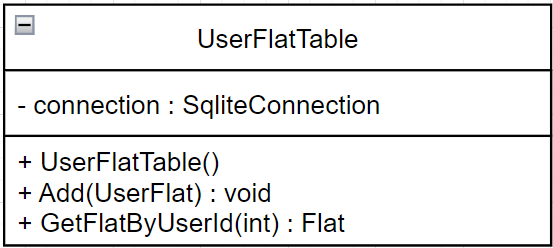 UserFlatTable
- connection : SqliteConnection
+ UserFlatTable()
+ Add(UserFlat) : void
+ GetFlatByUserId(int) : Flat